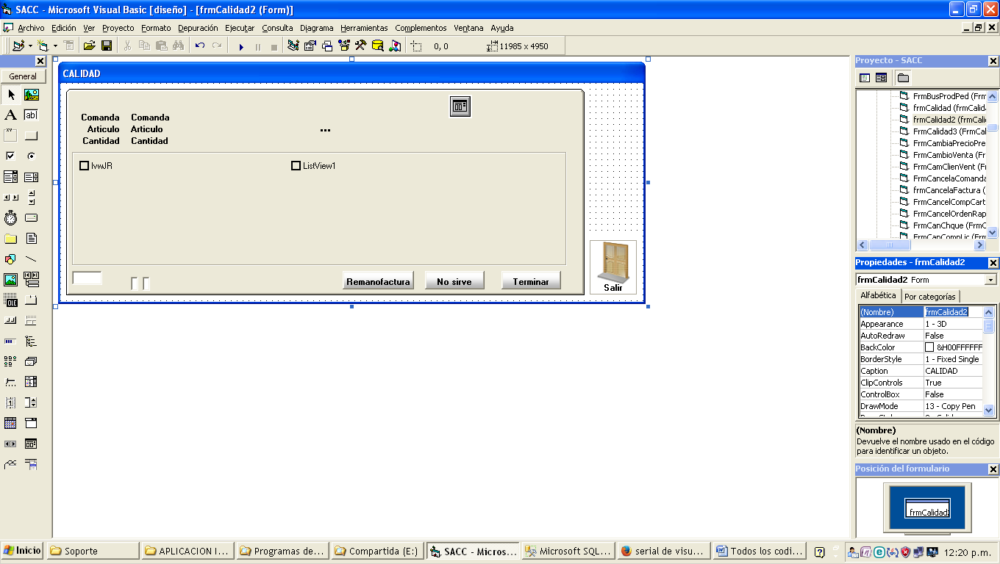 SACC - Microsoft Visual Basic [diseño] - [frmCalidad2 (Form)]
Archivo Edición Ver Proyecto Formato Depuración Ejecutar Consulta Diagrama Herramientas Complementos Ventana Ayuda
0, 0 11985 x 4950
General
A ab|
xv
OLE
CALIDAD
Comanda Comanda
Articulo Articulo ...
Cantidad Cantidad
lvwJR ListView1
Remanofactura No sirve Terminar
Salir
Proyecto - SACC
FrmBusProdPed (Frm
frmCalidad (frmCalida
frmCalidad2 (frmCali
FrmCalidad3 (FrmCal
FrmCambiaPrecioPre
FrmCambioVenta (Fr
FrmCamClienVent (F
FrmCancelaComanda
frmCancelaFactura (
FrmCancelCompCart
FrmCancelOrdenRap
FrmCanChque (FrmC
FrmCanCompLic (Frm
Propiedades - frmCalidad2
frmCalidad2 Form
Alfabética Por categorías
(Nombre) frmCalidad2
Appearance 1 - 3D
AutoRedraw False
BackColor &H00FFFFFF
BorderStyle 1 - Fixed Single
Caption CALIDAD
ClipControls True
ControlBox False
DrawMode 13 - Copy Pen
(Nombre)
Devuelve el nombre usado en el código
para identificar un objeto.
Posición del formulario
frmCalidad2
Inicio Soporte APLICACION I... Programas de... Compartida (E:) SACC - Micros... Microsoft SQL... serial de visu... Todos los codi... 12:20 p.m.